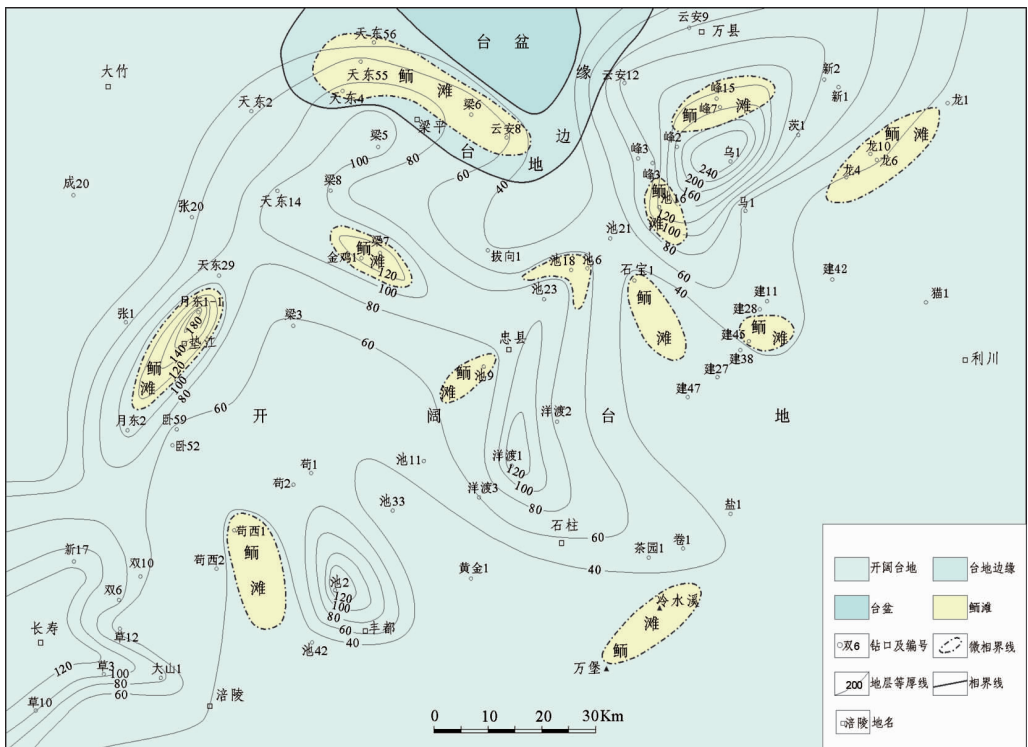 天东56
台盆
云安9
万县
大竹
天东55
鲕滩
缘
云安12
新2
新1
天东4
天东2
梁6
峰15
峰7
鲕滩
龙1
梁平
云安8
边
茨1
鲕滩
梁5
100
80
台地
峰2
峰3
乌1
龙10
龙6
240
200
160
60
40
峰3
龙4
成20
梁8
天东14
鲕滩
池16
120
100
80
马1
张20
池21
梁7
金鸡1
鲕滩
120
100
拔向1
池18
池6
石宝1
60
40
天东29
建42
80
池23
鲕滩
建11
建28
猫1
月东1-1
180
张1
梁3
垫江
140
120
100
80
鲕滩
忠县
建45
鲕滩
建38
利川
60
鲕滩
池9
建27
建47
月东2
卧59
60
卧52
开阔台地
洋渡2
苟1
苟2
池11
洋渡1
120
100
80
洋渡3
池33
盐1
石柱
60
40
苟西1
鲕滩
苟西2
茶园1
卷1
新17
双10
双6
池2
120
100
80
60
40
黄金1
冷水溪
鲕滩
丰都
池42
万堡
长寿
草12
120
草3
100
80
60
大山1
草10
涪陵
0 10 20 30Km
开阔台地
台地边缘
台盆
鲕滩
双6 钻口及编号
微相界线
200 地层等厚线
相界线
涪陵 地名